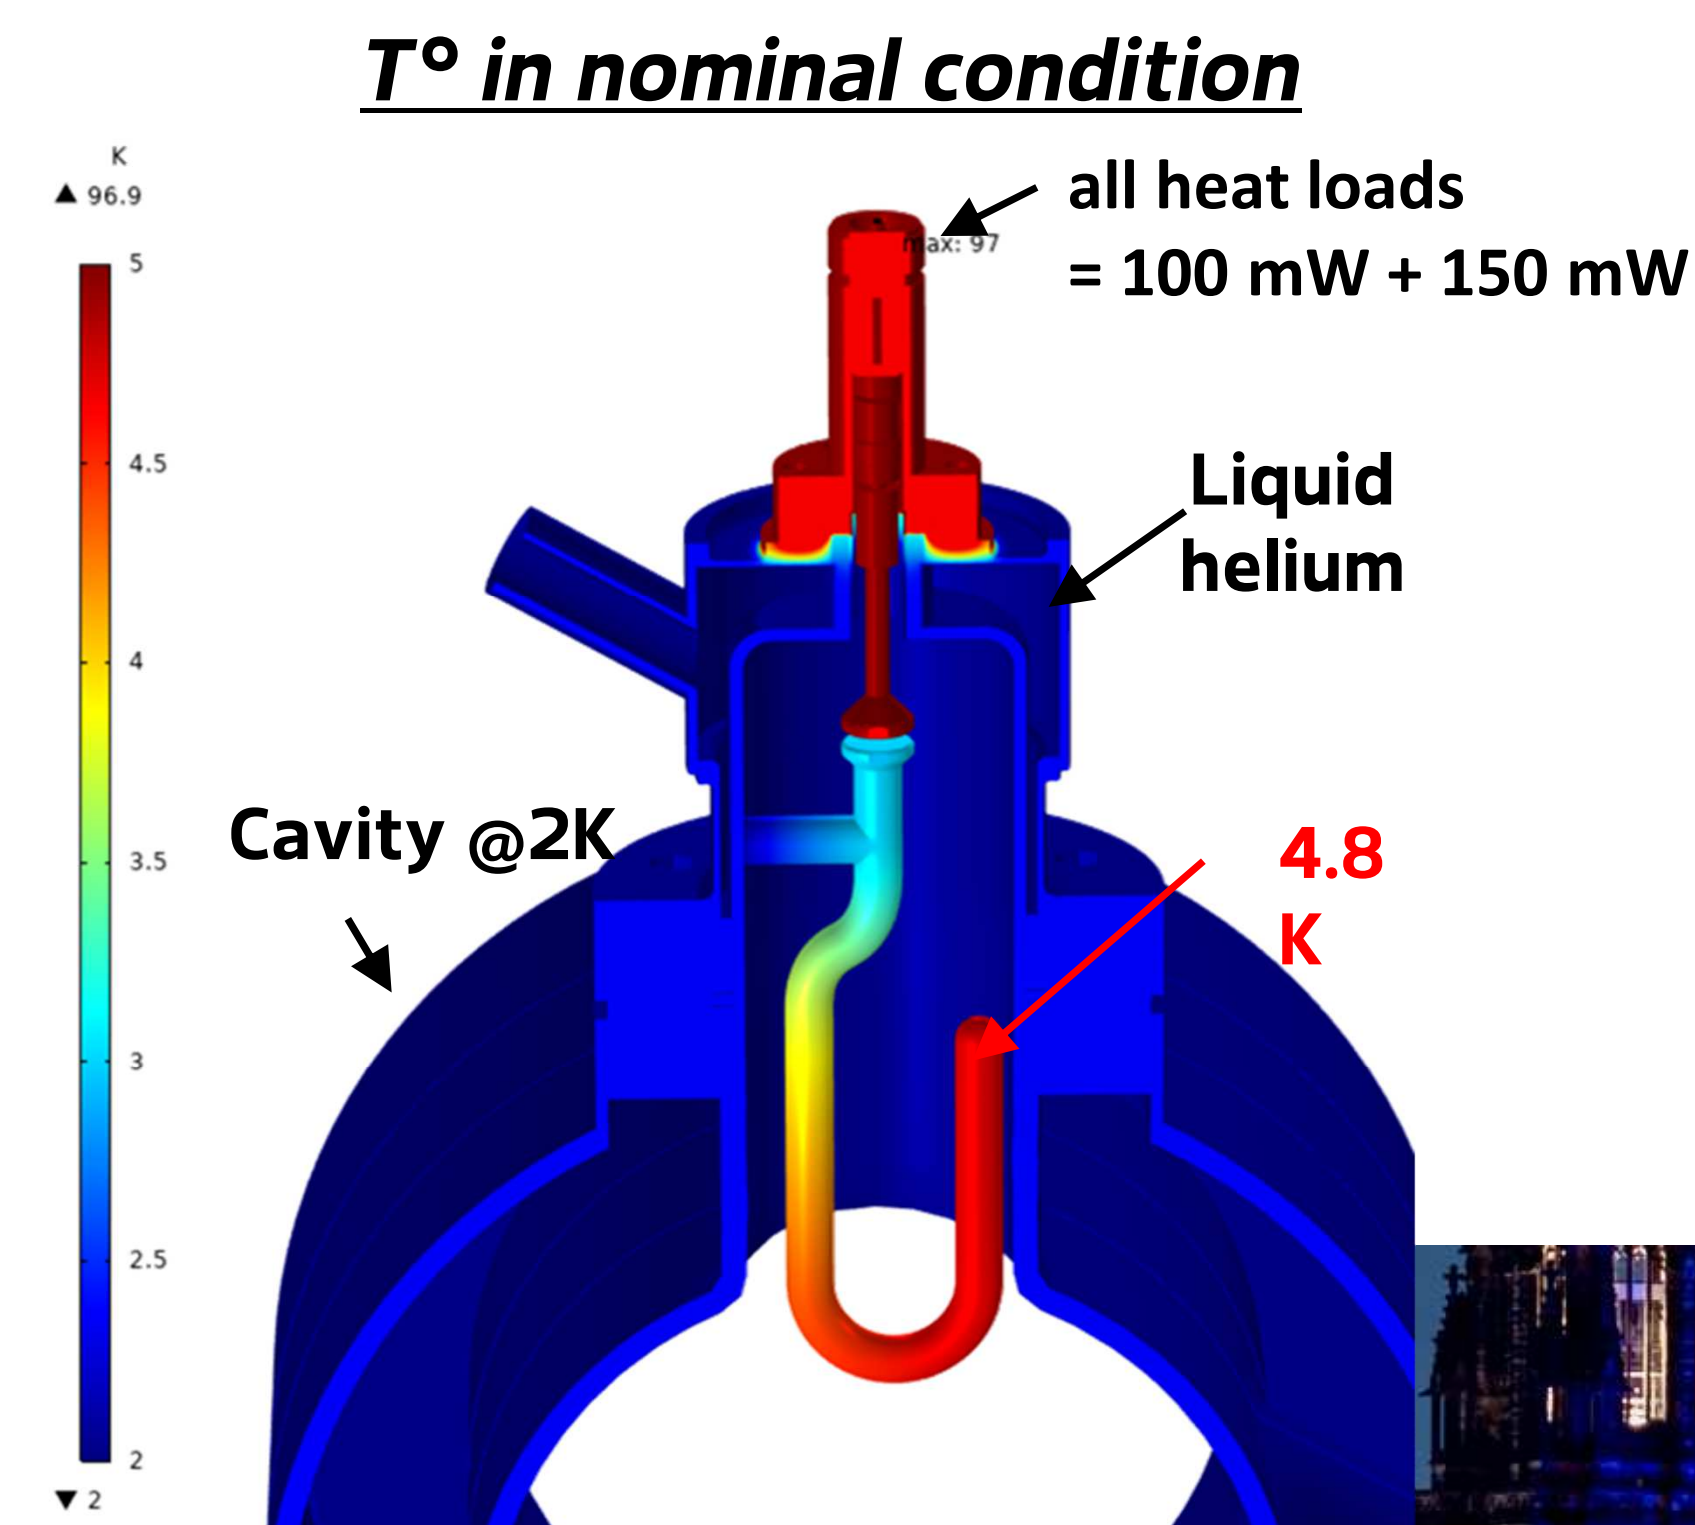 T° in nominal condition
K
▲ 96.9
5
4.5
4
3.5
3
2.5
2
▼ 2
max: 97
all heat loads
= 100 mW + 150 mW
Liquid
helium
Cavity @2K
4.8
K